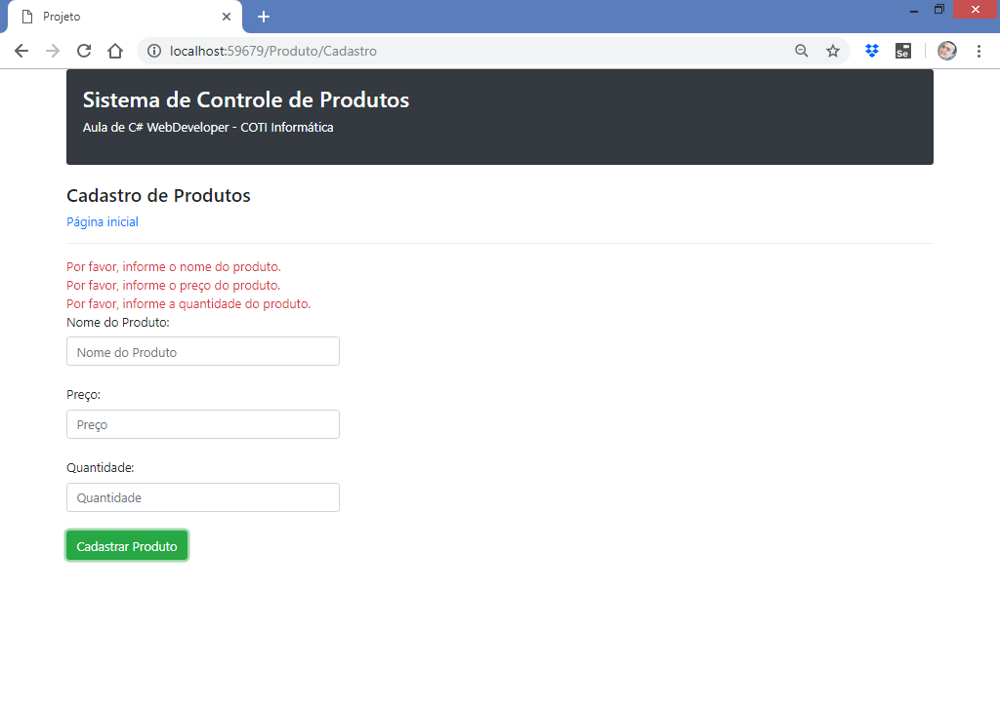 Projeto
localhost:59679/Produto/Cadastro
Se
Sistema de Controle de Produtos
Aula de C# WebDeveloper - COTI Informática
Cadastro de Produtos
Página inicial
Por favor, informe o nome do produto.
Por favor, informe o preço do produto.
Por favor, informe a quantidade do produto.
Nome do Produto:
Nome do Produto
Preço:
Preço
Quantidade:
Quantidade
Cadastrar Produto